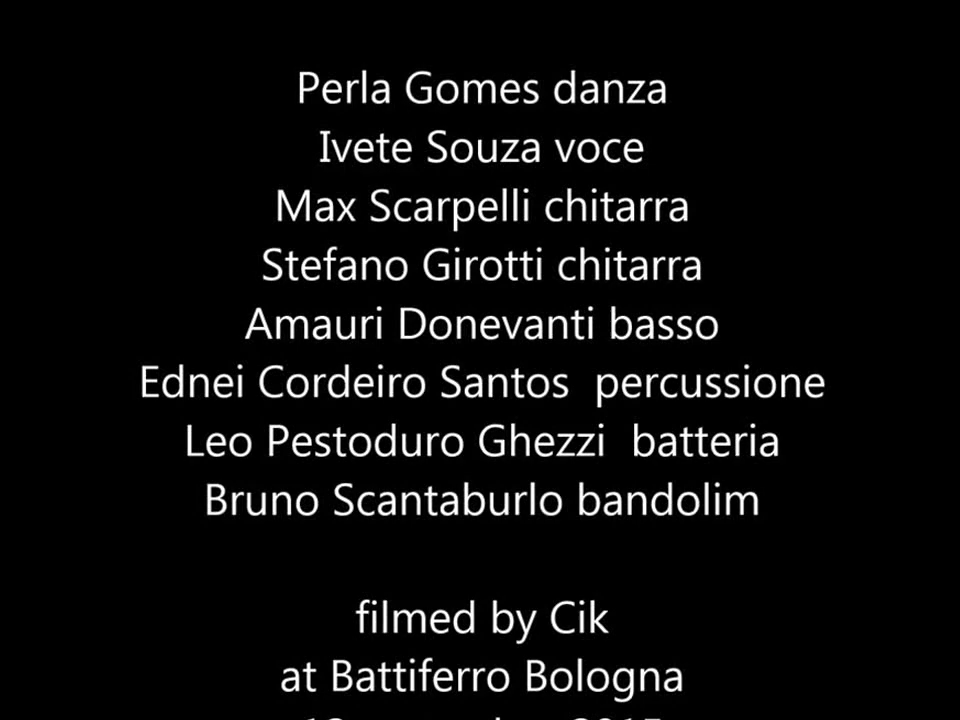 Perla Gomes danza
Ivete Souza voce
Max Scarpelli chitarra
Stefano Girotti chitarra
Amauri Donevanti basso
Ednei Cordeiro Santos  percussione
Leo Pestoduro Ghezzi  batteria
Bruno Scantaburlo bandolim
filmed by Cik
at Battiferro Bologna